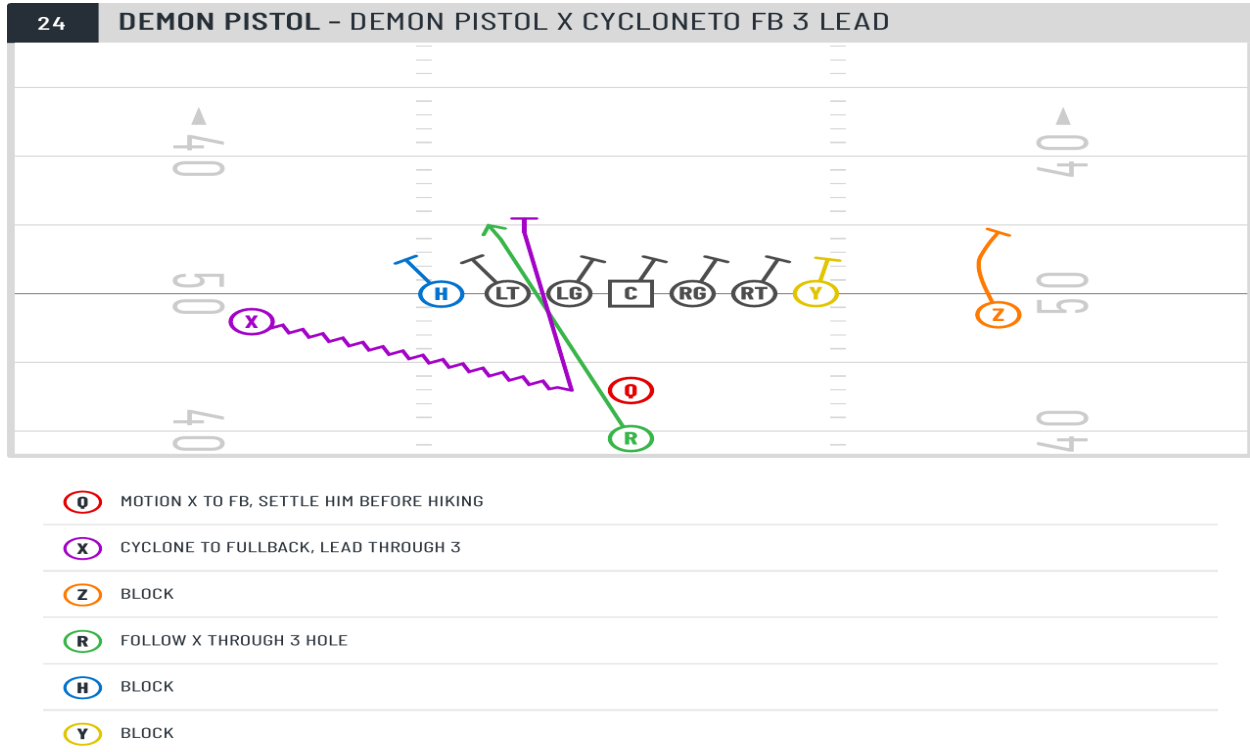 24 DEMON PISTOL – DEMON PISTOL X CYCLONETO FB 3 LEAD
40 40
H LT LG C RG RT Y
50 50
X Z
Q
40 40
R
Q MOTION X TO FB, SETTLE HIM BEFORE HIKING
X CYCLONE TO FULLBACK, LEAD THROUGH 3
Z BLOCK
R FOLLOW X THROUGH 3 HOLE
H BLOCK
Y BLOCK